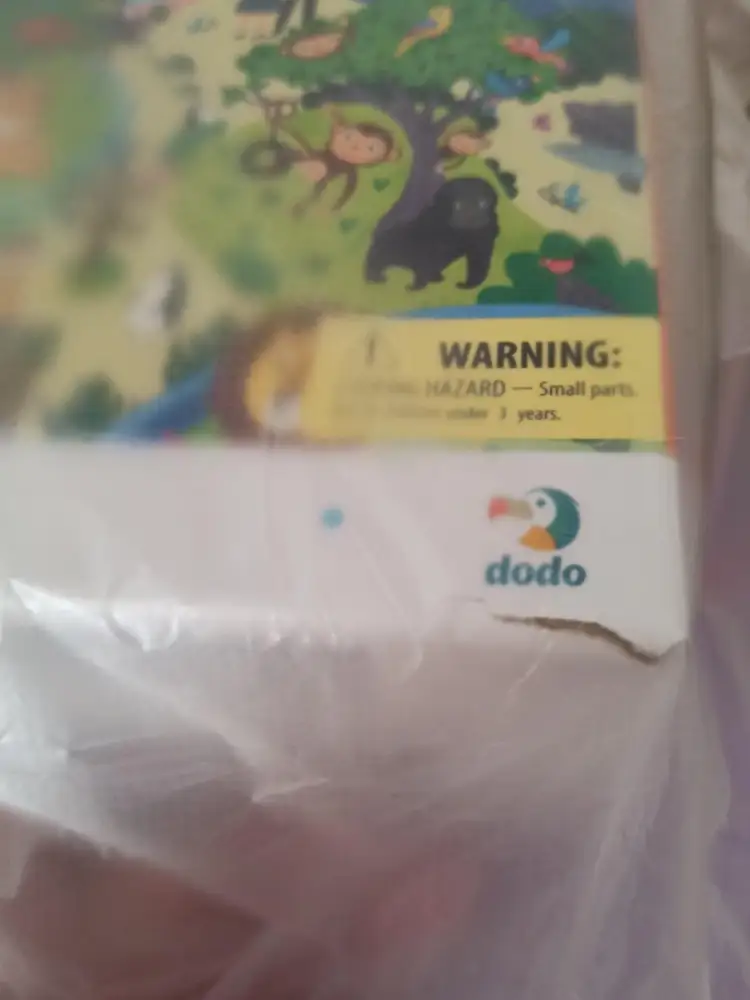 WARNING:
HAZARD — Small parts.
under 3 years.
dodo